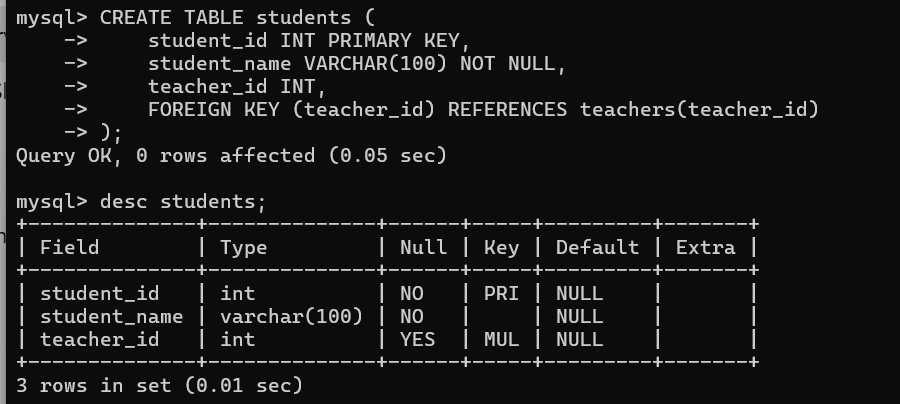 mysql> CREATE TABLE students (
    ->     student_id INT PRIMARY KEY,
    ->     student_name VARCHAR(100) NOT NULL,
    ->     teacher_id INT,
    ->     FOREIGN KEY (teacher_id) REFERENCES teachers(teacher_id)
    -> );
Query OK, 0 rows affected (0.05 sec)

mysql> desc students;
+--------------+--------------+------+-----+---------+-------+
| Field        | Type         | Null | Key | Default | Extra |
+--------------+--------------+------+-----+---------+-------+
| student_id   | int          | NO   | PRI | NULL    |       |
| student_name | varchar(100) | NO   |     | NULL    |       |
| teacher_id   | int          | YES  | MUL | NULL    |       |
+--------------+--------------+------+-----+---------+-------+
3 rows in set (0.01 sec)